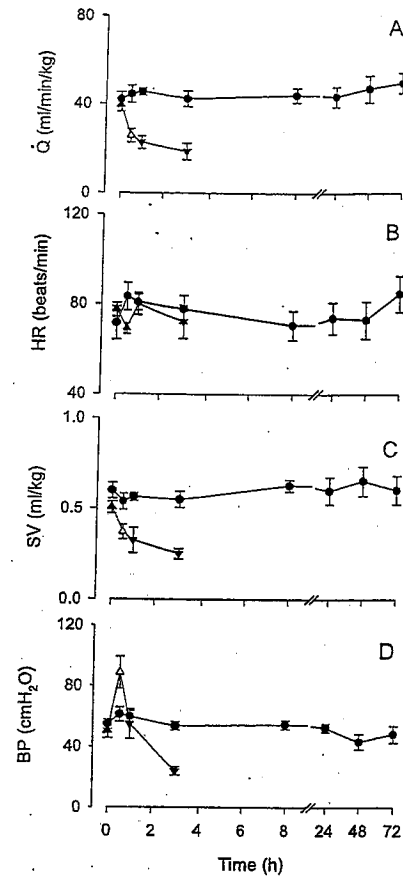 A
80
40
0
Q̇ (ml/min/kg)
B
120
80
40
HR (beats/min)
C
1.0
0.5
0.0
SV (ml/kg)
D
120
80
40
0
BP (cmH₂O)
0 2 4 6 8 24 48 72
Time (h)